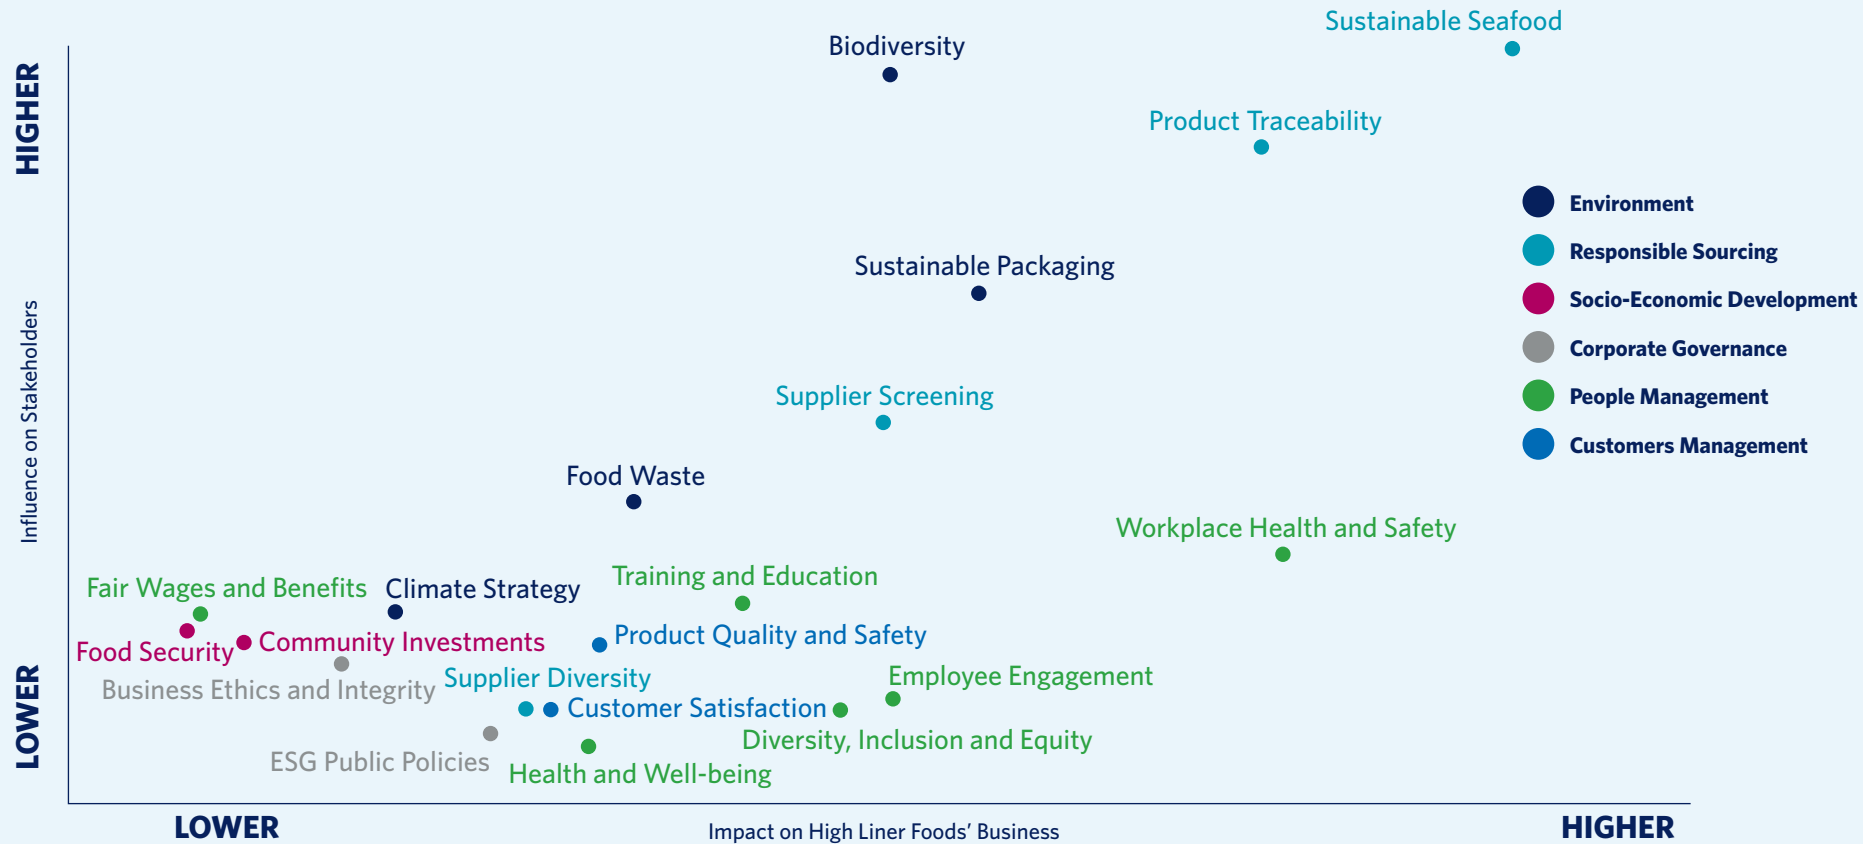 Sustainable Seafood
Biodiversity
HIGHER
Product Traceability
Environment
Responsible Sourcing
Sustainable Packaging
Socio-Economic Development
Influence on Stakeholders
Corporate Governance
Supplier Screening
People Management
Customers Management
Food Waste
Workplace Health and Safety
Training and Education
Fair Wages and Benefits
Climate Strategy
Product Quality and Safety
Community Investments
Food Security
Employee Engagement
Supplier Diversity
Business Ethics and Integrity
Customer Satisfaction
LOWER
Diversity, Inclusion and Equity
ESG Public Policies
Health and Well-being
LOWER
Impact on High Liner Foods’ Business
HIGHER